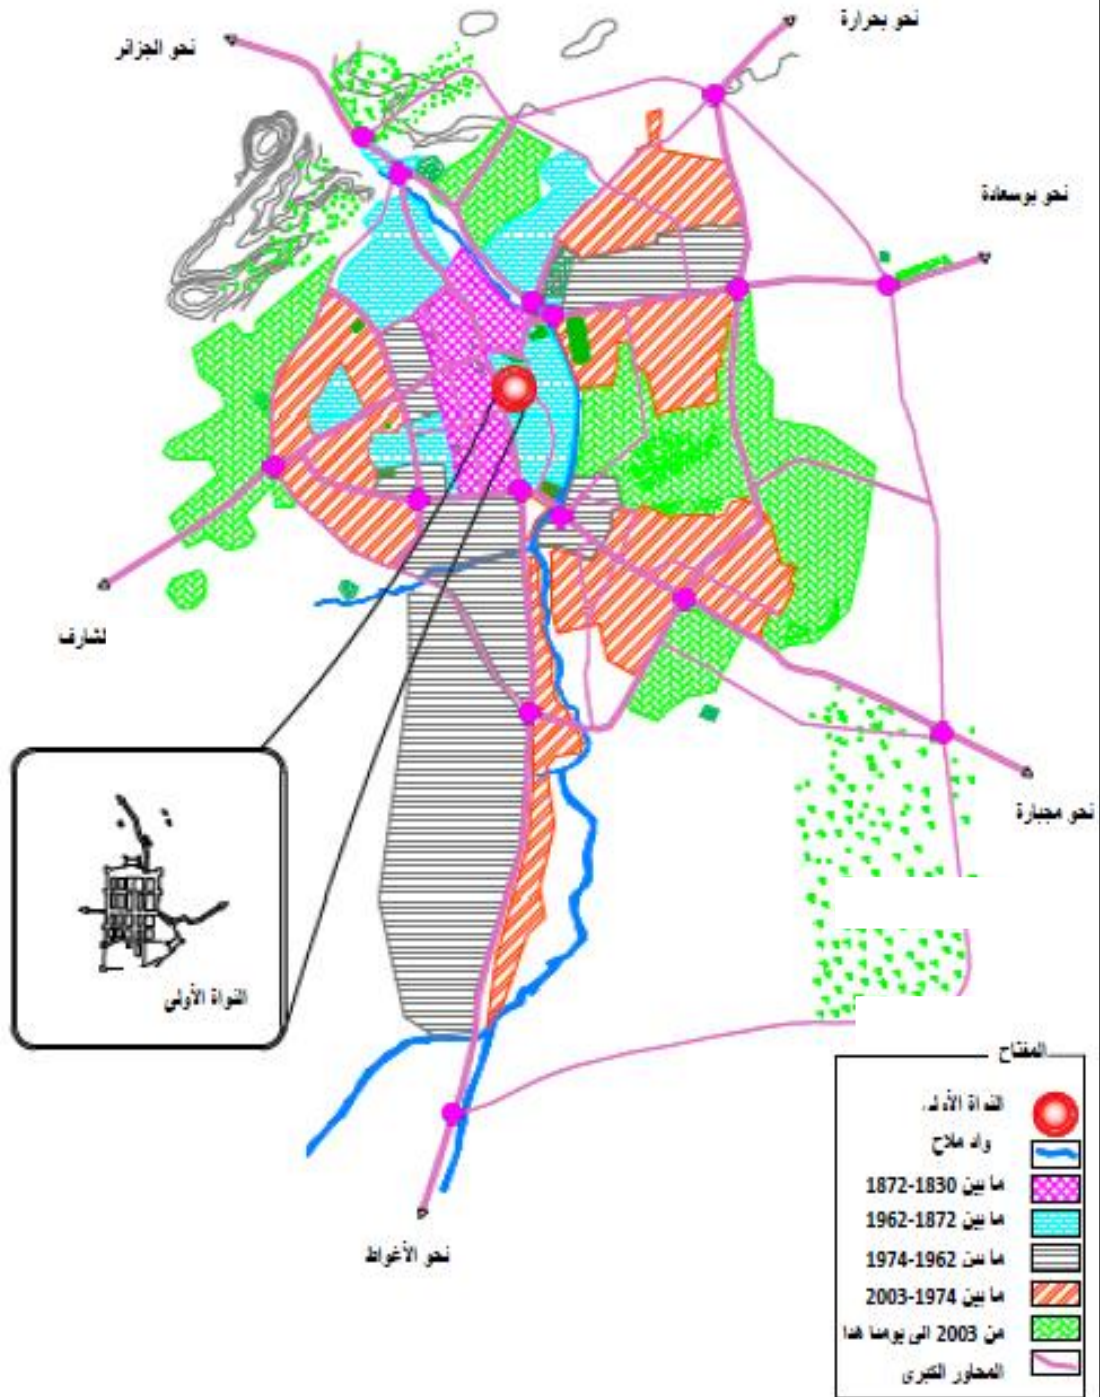 نحو بحرارة
نحو الجزائر
نحو بوسعادة
لشارف
نحو مجبارة
النواة الأولى
المفتاح
النواة الأولـ.
واد ملاح
ما بين 1830-1872
ما بين 1872-1962
ما بين 1962-1974
ما بين 1974-2003
من 2003 الى يومنا هدا
المحاور الكبرى
نحو الأغواط